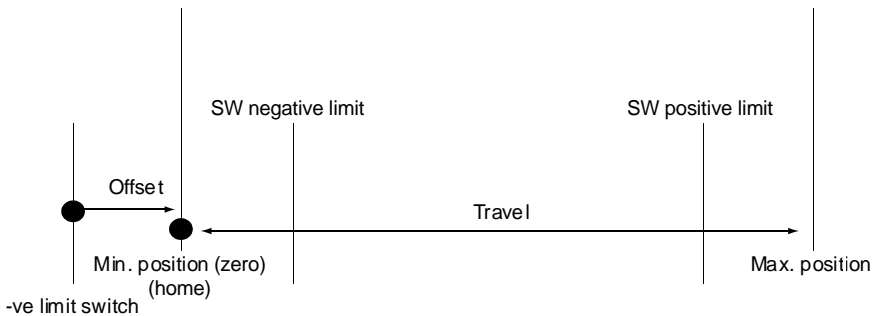 SW negative limit
SW positive limit
Offset
Travel
Min. position (zero)
(home)
Max. position
-ve limit switch